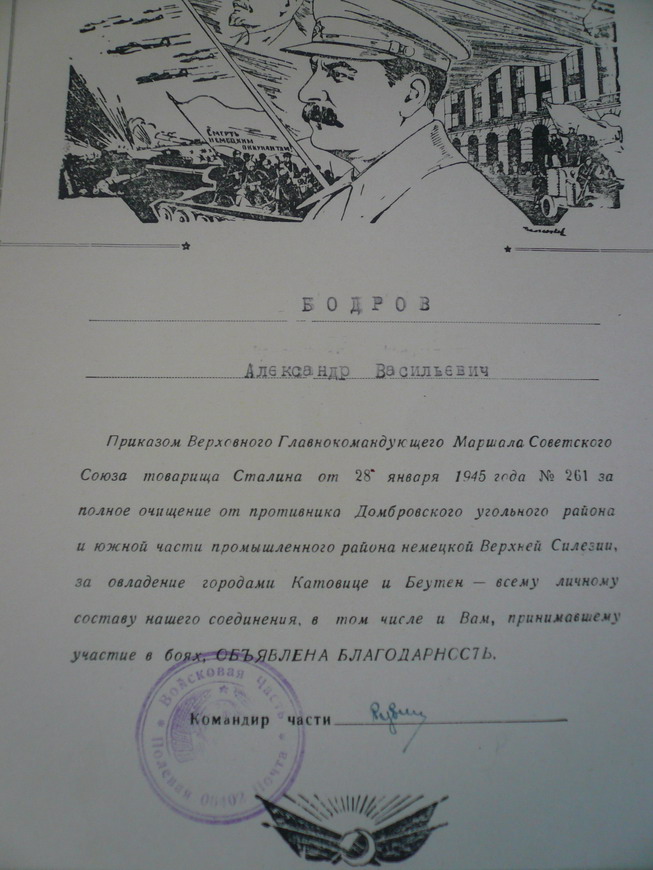 СМЕРТЬ
НЕМЕЦКИМ
ОККУПАНТАМ
БОДРОВ
Александр Васильевич
Приказом Верховного Главнокомандующего Маршала Советского
Союза товарища Сталина от 28 января 1945 года № 261 за
полное очищение от противника Домбровского угольного района
и южной части промышленного района немецкой Верхней Силезии,
за овладение городами Катовице и Беутен — всему личному
составу нашего соединения, в том числе и Вам, принимавшему
участие в боях, ОБЪЯВЛЕНА БЛАГОДАРНОСТЬ.
Командир части
Войсковая Часть
Полевая Почта